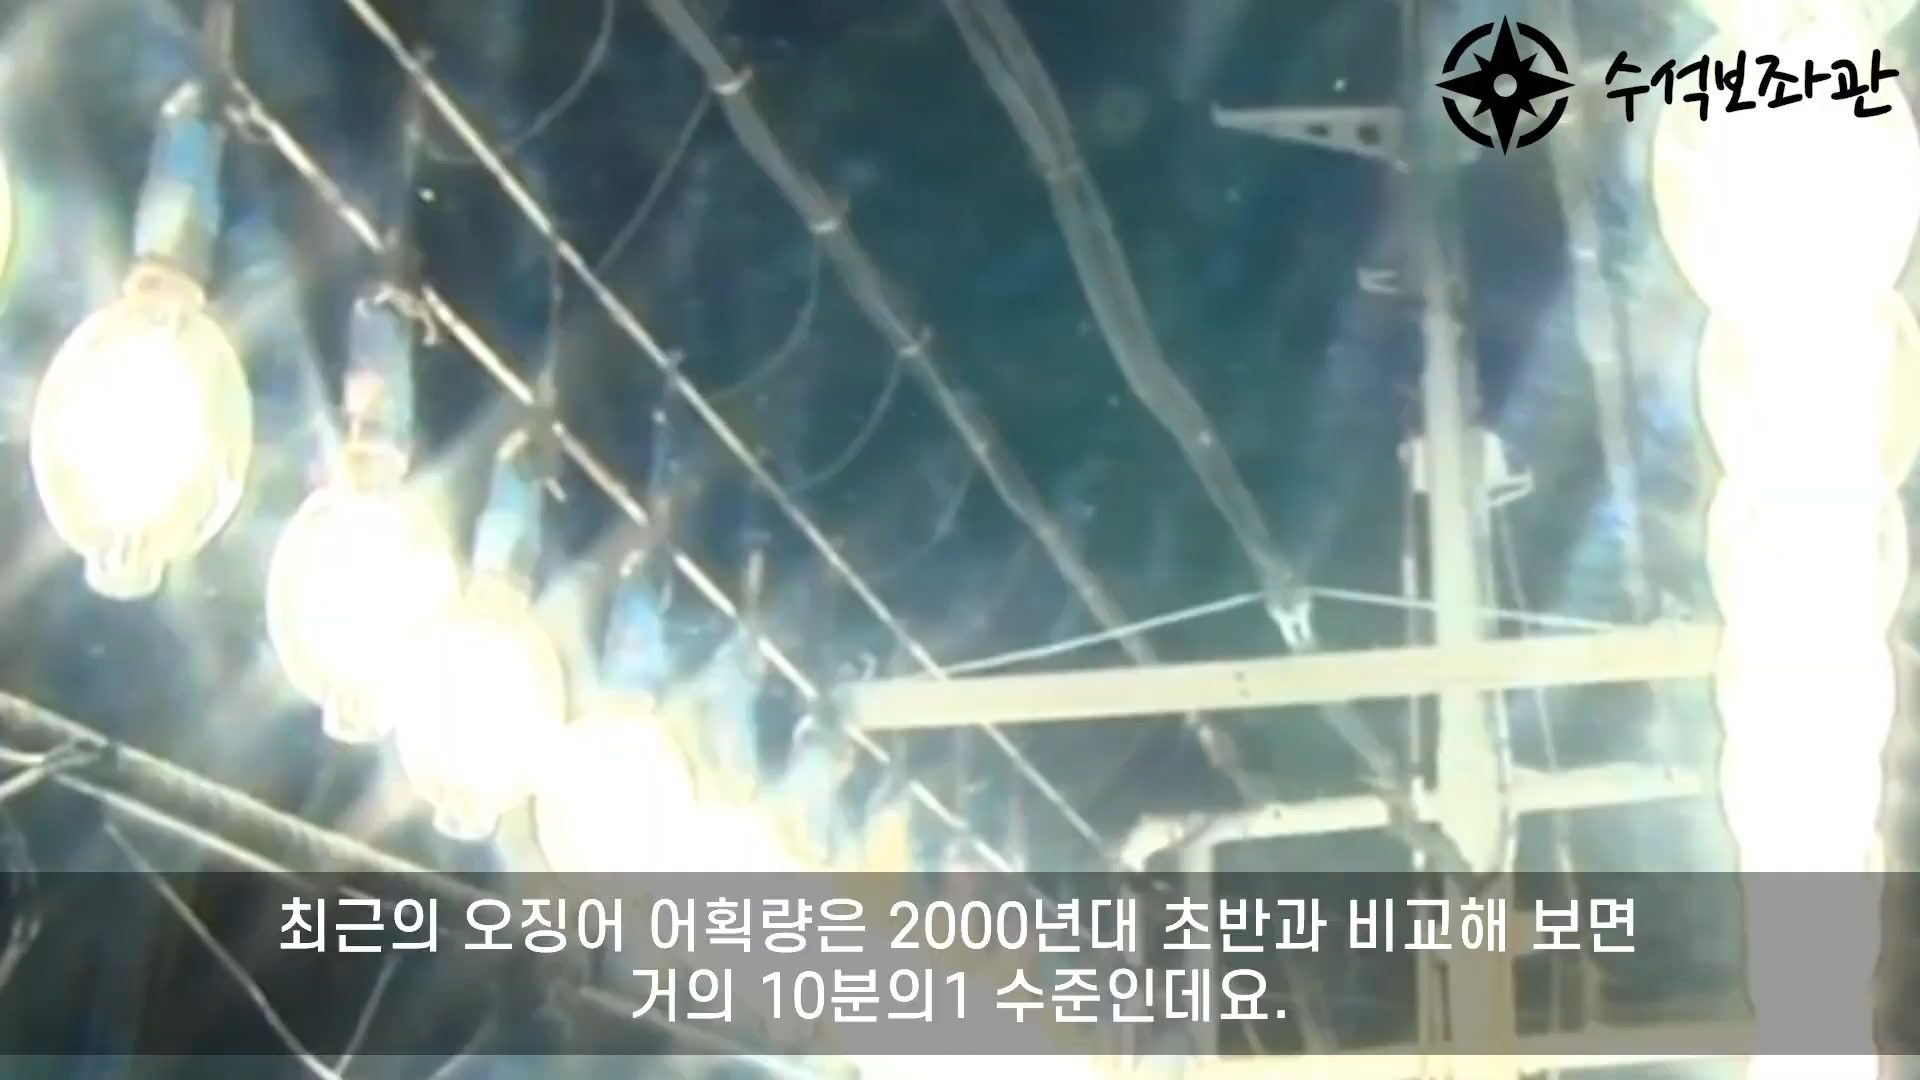 수석보좌관
최근의 오징어 어획량은 2000년대 초반과 비교해 보면
거의 10분의1 수준인데요.